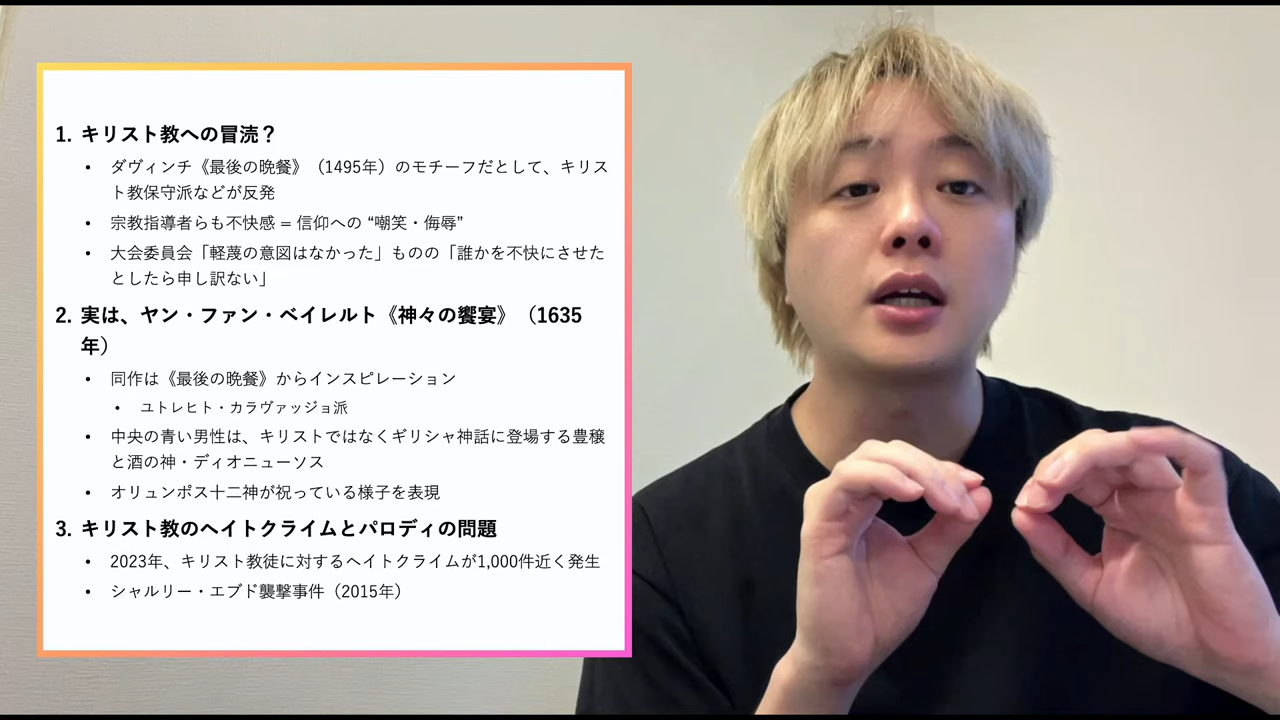 1. キリスト教への冒涜？
• ダヴィンチ《最後の晩餐》（1495年）のモチーフだとして、キリス
ト教保守派などが反発
• 宗教指導者らも不快感 = 信仰への “嘲笑・侮辱”
• 大会委員会「軽蔑の意図はなかった」ものの「誰かを不快にさせた
としたら申し訳ない」
2. 実は、ヤン・ファン・ベイレルト《神々の饗宴》（1635
年）
• 同作は《最後の晩餐》からインスピレーション
• ユトレヒト・カラヴァッジョ派
• 中央の青い男性は、キリストではなくギリシャ神話に登場する豊穣
と酒の神・ディオニューソス
• オリュンポス十二神が祝っている様子を表現
3. キリスト教のヘイトクライムとパロディの問題
• 2023年、キリスト教徒に対するヘイトクライムが1,000件近く発生
• シャルリー・エブド襲撃事件（2015年）